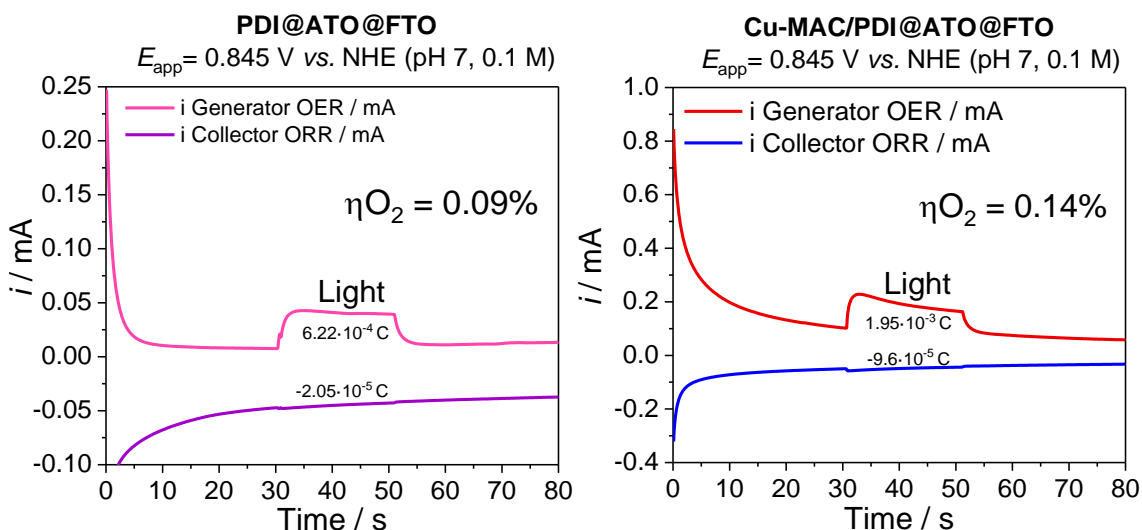 PDI@ATO@FTO
E_app= 0.845 V vs. NHE (pH 7, 0.1 M)
i Generator OER / mA
i Collector ORR / mA
ηO₂ = 0.09%
Light
6.22·10⁻⁴ C
-2.05·10⁻⁵ C
0.25
0.20
0.15
0.10
0.05
0.00
-0.05
-0.10
i / mA
0 10 20 30 40 50 60 70 80
Time / s
Cu-MAC/PDI@ATO@FTO
E_app= 0.845 V vs. NHE (pH 7, 0.1 M)
i Generator OER / mA
i Collector ORR / mA
ηO₂ = 0.14%
Light
1.95·10⁻³ C
-9.6·10⁻⁵ C
1.0
0.8
0.6
0.4
0.2
0.0
-0.2
-0.4
i / mA
0 10 20 30 40 50 60 70 80
Time / s